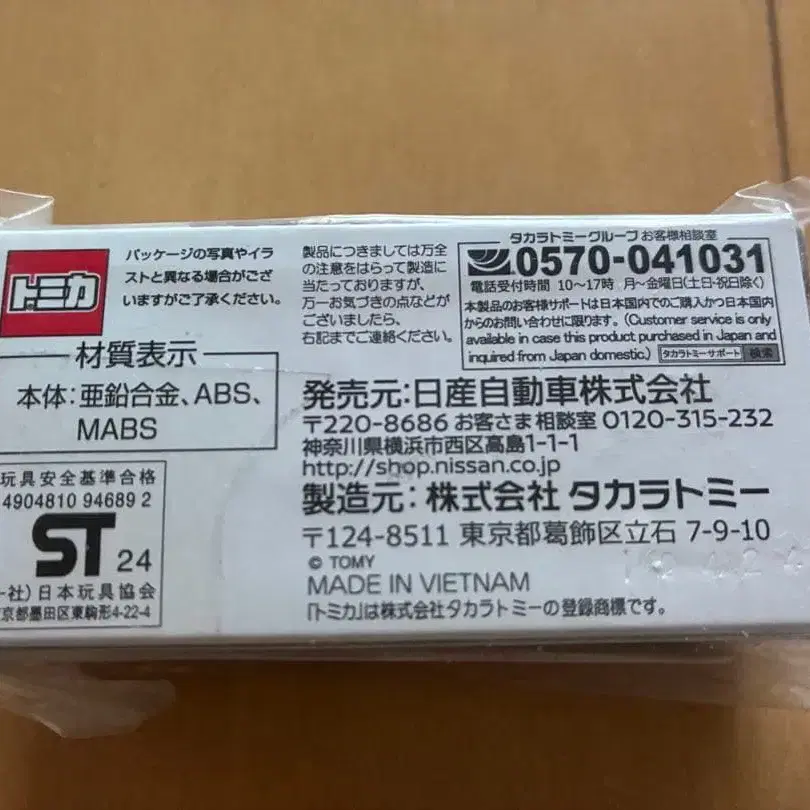 トミカ
パッケージの写真やイラ
ストと異なる場合がござ
いますがご了承ください。
材質表示
本体:亜鉛合金、ABS、
MABS
玩具安全基準合格
4904810 94689 2
ST 24
社) 日本玩具協会
京都墨田区東駒形4-22-4
製品につきましては万全
の注意をはらって製造に
当たっておりますが、
万一お気づきの点などが
ございましたら、
右記までご連絡ください。
タカラトミーグループ お客様相談室
0570-041031
電話受付時間 10〜17時 月〜金曜日(土日・祝日除く)
本製品のお客様サポートは日本国内でのご購入かつ日本国内
からのお問い合わせに限ります。(Customer service is only
available in case this product purchased in Japan and
inquired from Japan domestic.) タカラトミーサポート 検索
発売元:日産自動車株式会社
〒220-8686 お客さま相談室 0120-315-232
神奈川県横浜市西区高島1-1-1
http://shop.nissan.co.jp
製造元:株式会社 タカラトミー
〒124-8511 東京都葛飾区立石 7-9-10
© TOMY
MADE IN VIETNAM
「トミカ」は株式会社タカラトミーの登録商標です。